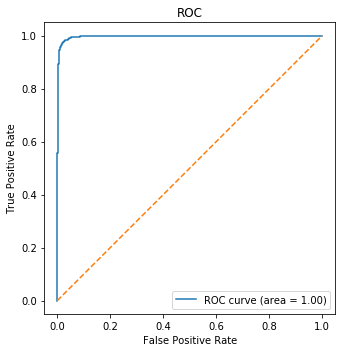 ROC
True Positive Rate
1.0
0.8
0.6
0.4
0.2
0.0
ROC curve (area = 1.00)
0.0 0.2 0.4 0.6 0.8 1.0
False Positive Rate